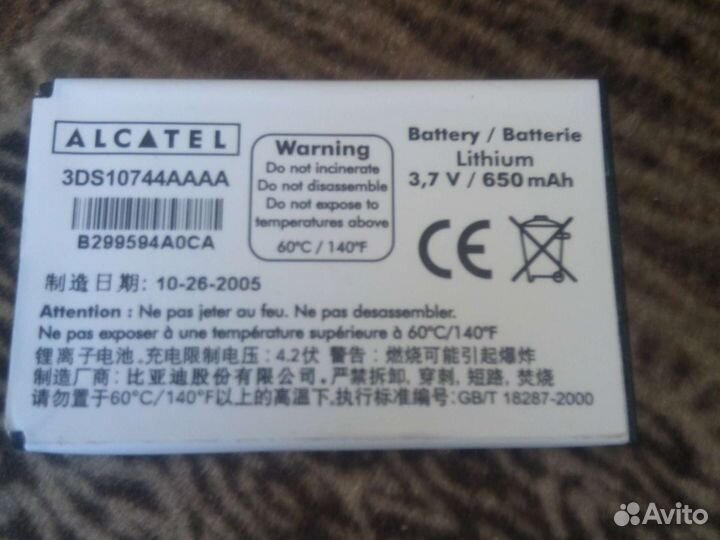 ALCATEL
3DS10744AAAA
B299594A0CA
Warning
Do not incinerate
Do not disassemble
Do not expose to
temperatures above
60°C / 140°F
Battery / Batterie
Lithium
3,7 V / 650 mAh
CE
制造日期: 10-26-2005
Attention : Ne pas jeter au feu. Ne pas desassembler.
Ne pas exposer à une température supérieure à 60°C/140°F
锂离子电池.充电限制电压: 4.2伏 警告: 燃烧可能引起爆炸
制造厂商: 比亚迪股份有限公司.严禁拆卸, 穿刺, 短路, 焚烧
请勿置于60°C/140°F以上的高温下.执行标准编号:GB/T 18287-2000
Avito